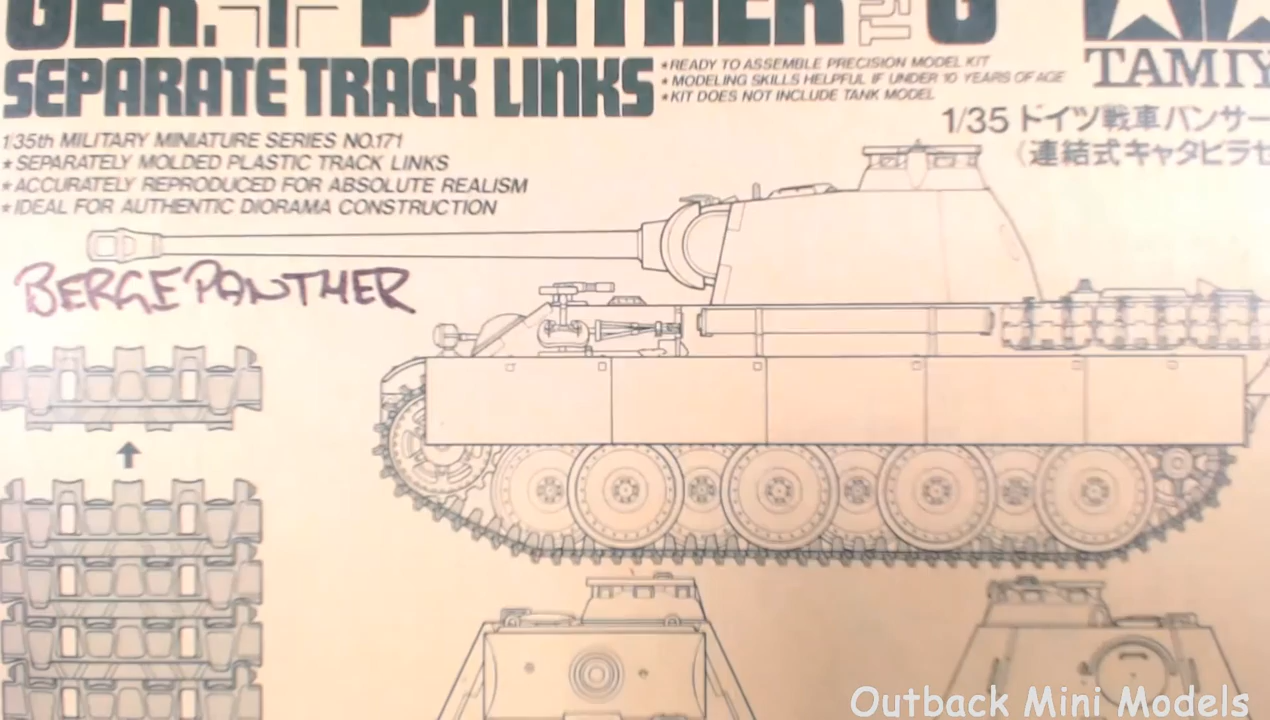 GER. PANTHER TYPE G
TAMIY
SEPARATE TRACK LINKS
★READY TO ASSEMBLE PRECISION MODEL KIT
★MODELING SKILLS HELPFUL IF UNDER 10 YEARS OF AGE
★KIT DOES NOT INCLUDE TANK MODEL
1/35 ドイツ戦車パンサー
(連結式キャタピラセ
1/35th MILITARY MINIATURE SERIES NO.171
★SEPARATELY MOLDED PLASTIC TRACK LINKS
★ACCURATELY REPRODUCED FOR ABSOLUTE REALISM
★IDEAL FOR AUTHENTIC DIORAMA CONSTRUCTION
BERGEPANTHER
Outback Mini Models